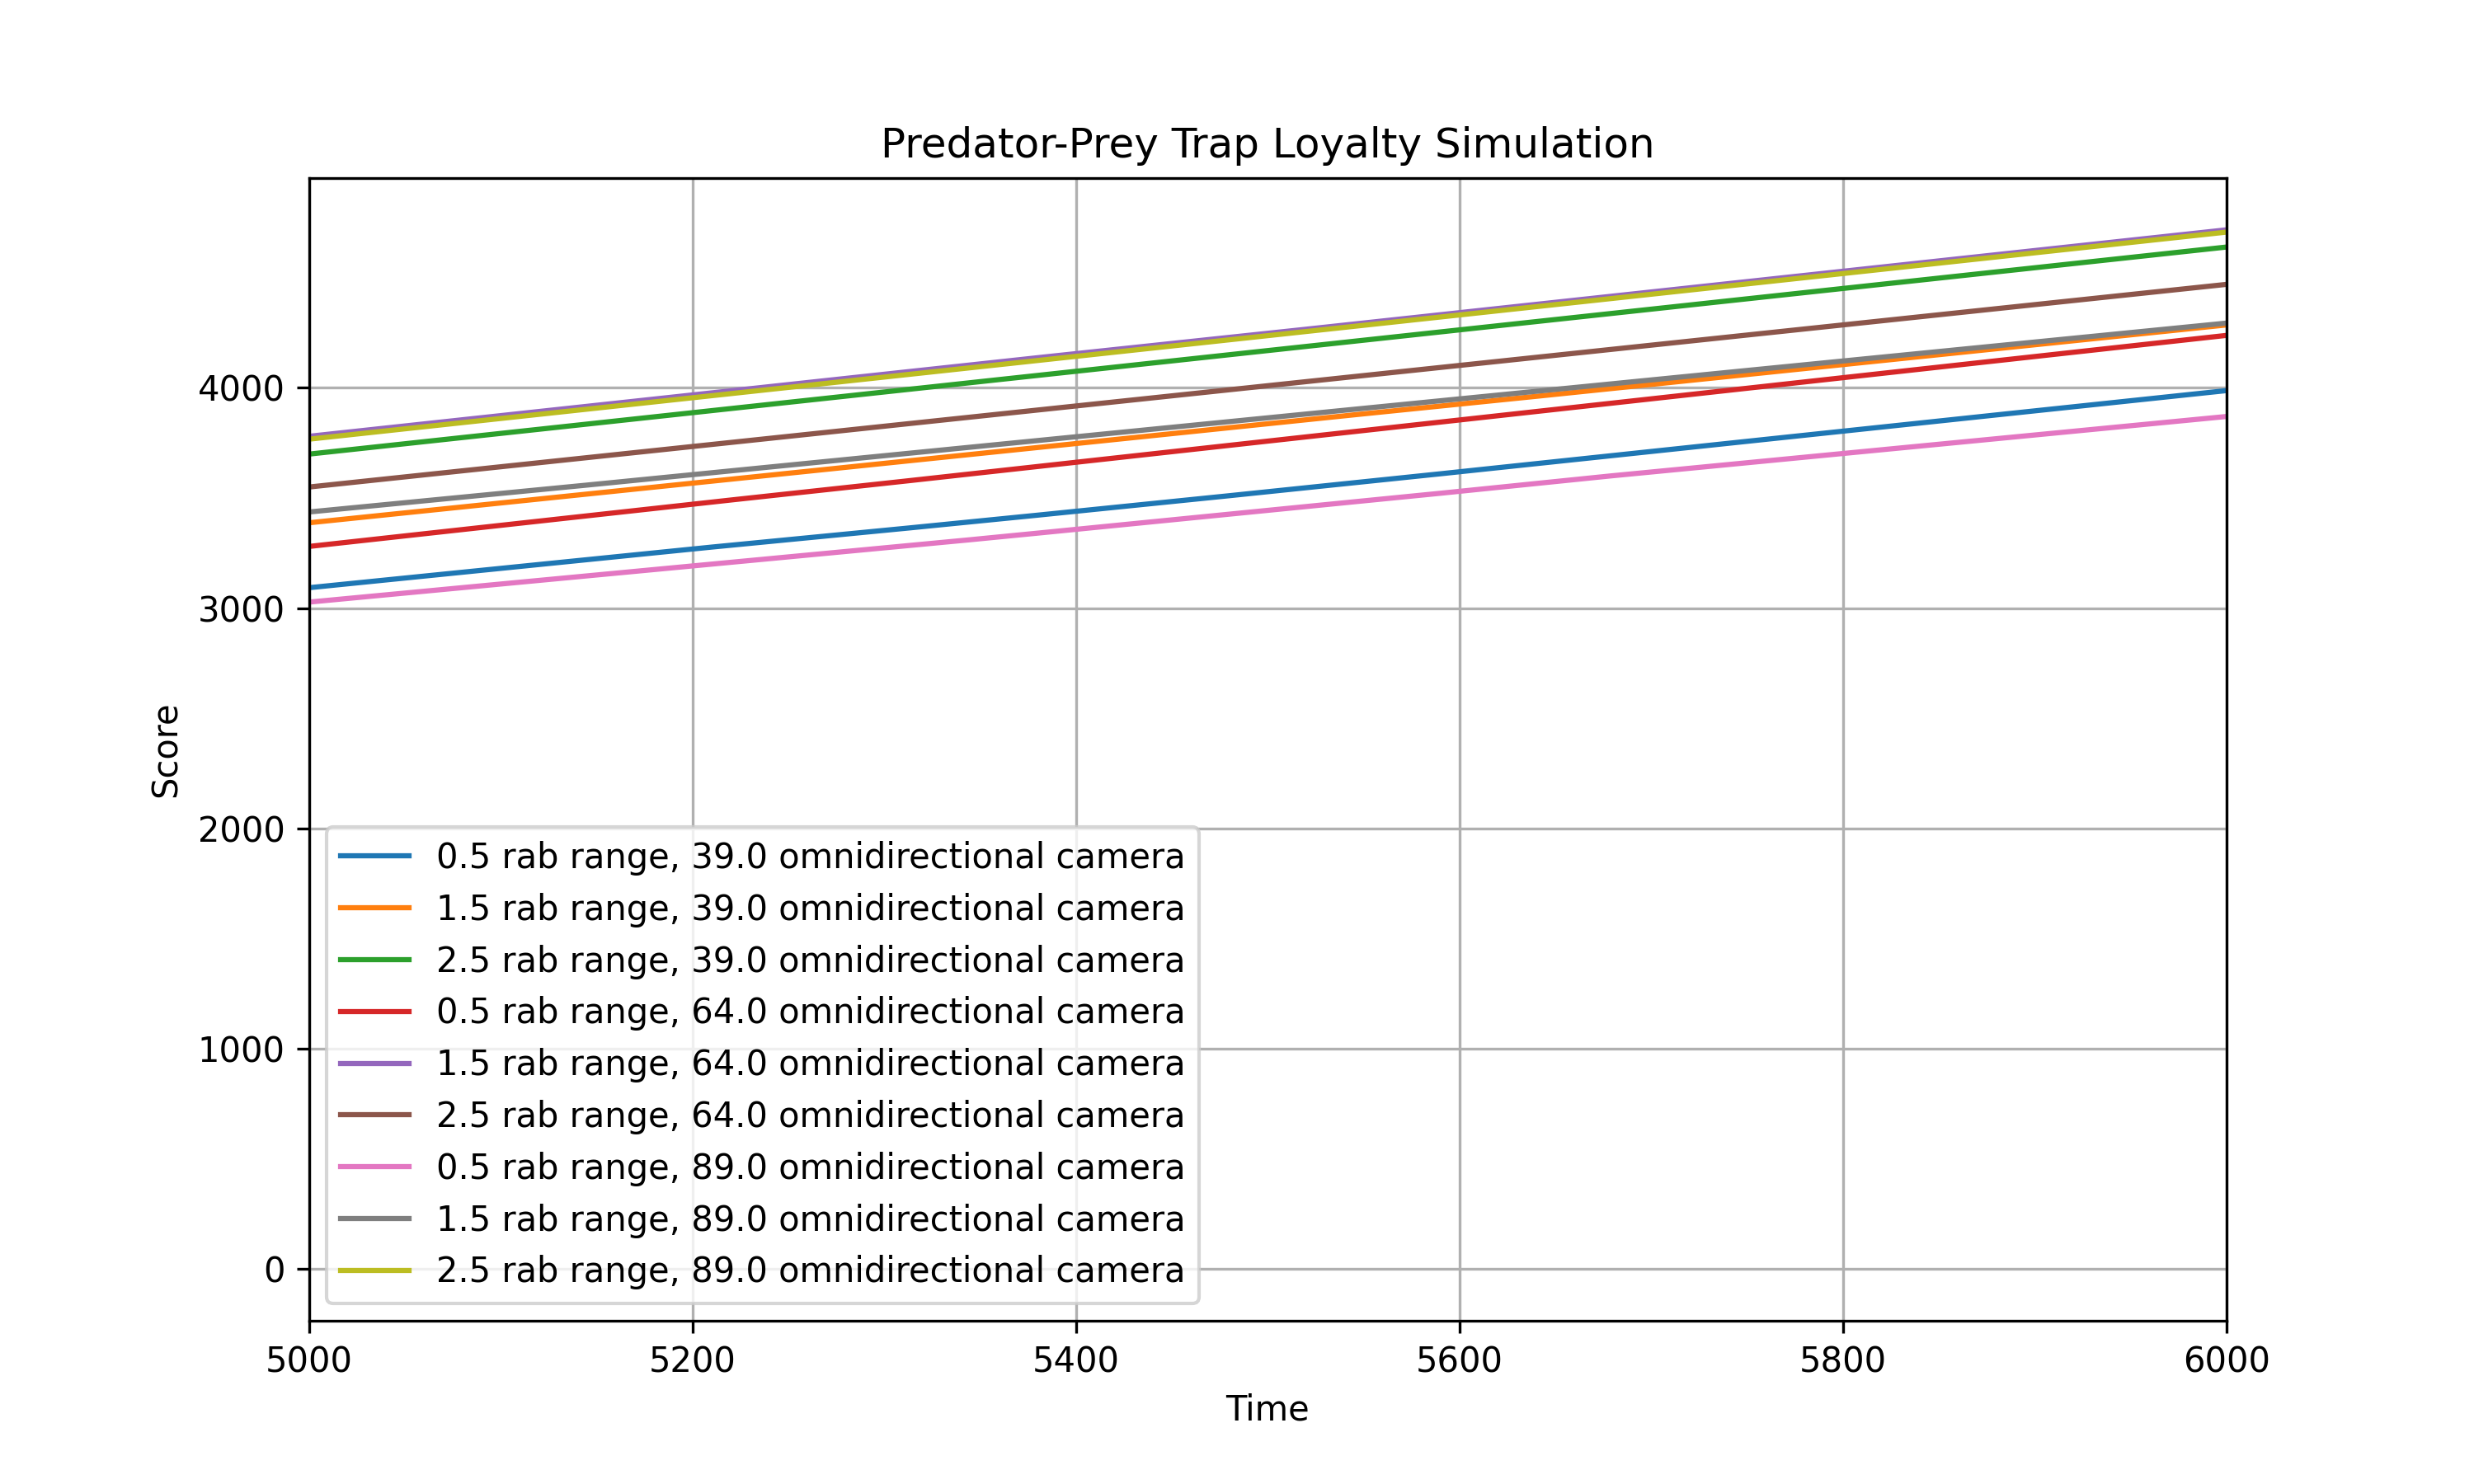 Predator-Prey Trap Loyalty Simulation
4000
3000
2000
1000
0
Score
0.5 rab range, 39.0 omnidirectional camera
1.5 rab range, 39.0 omnidirectional camera
2.5 rab range, 39.0 omnidirectional camera
0.5 rab range, 64.0 omnidirectional camera
1.5 rab range, 64.0 omnidirectional camera
2.5 rab range, 64.0 omnidirectional camera
0.5 rab range, 89.0 omnidirectional camera
1.5 rab range, 89.0 omnidirectional camera
2.5 rab range, 89.0 omnidirectional camera
5000 5200 5400 5600 5800 6000
Time